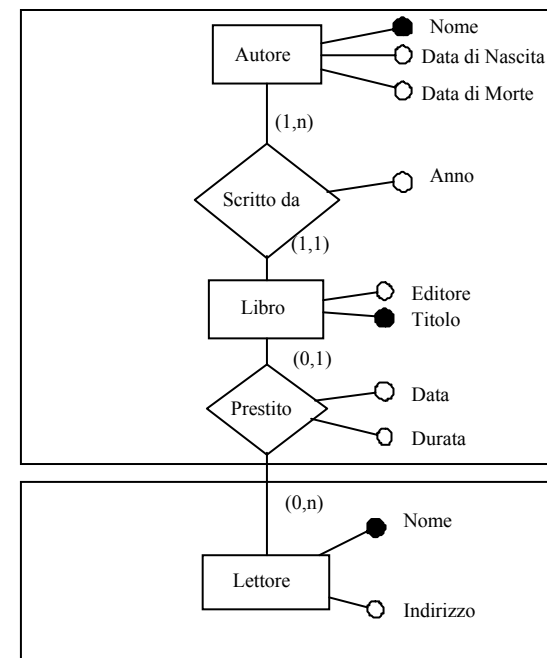 Nome
Autore
Data di Nascita
Data di Morte
(1,n)
Anno
Scritto da
(1,1)
Editore
Libro
Titolo
(0,1)
Data
Prestito
Durata
(0,n)
Nome
Lettore
Indirizzo